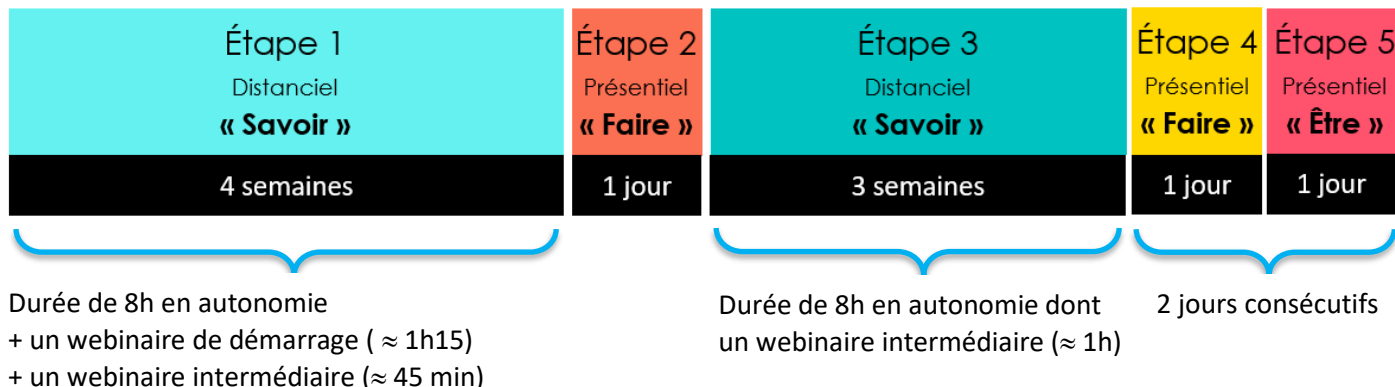 Étape 1
Distanciel
« Savoir »
4 semaines
Étape 2
Présentiel
« Faire »
1 jour
Étape 3
Distanciel
« Savoir »
3 semaines
Étape 4
Présentiel
« Faire »
1 jour
Étape 5
Présentiel
« Être »
1 jour
Durée de 8h en autonomie
+ un webinaire de démarrage ( ≈ 1h15)
+ un webinaire intermédiaire (≈ 45 min)
Durée de 8h en autonomie dont
un webinaire intermédiaire (≈ 1h)
2 jours consécutifs